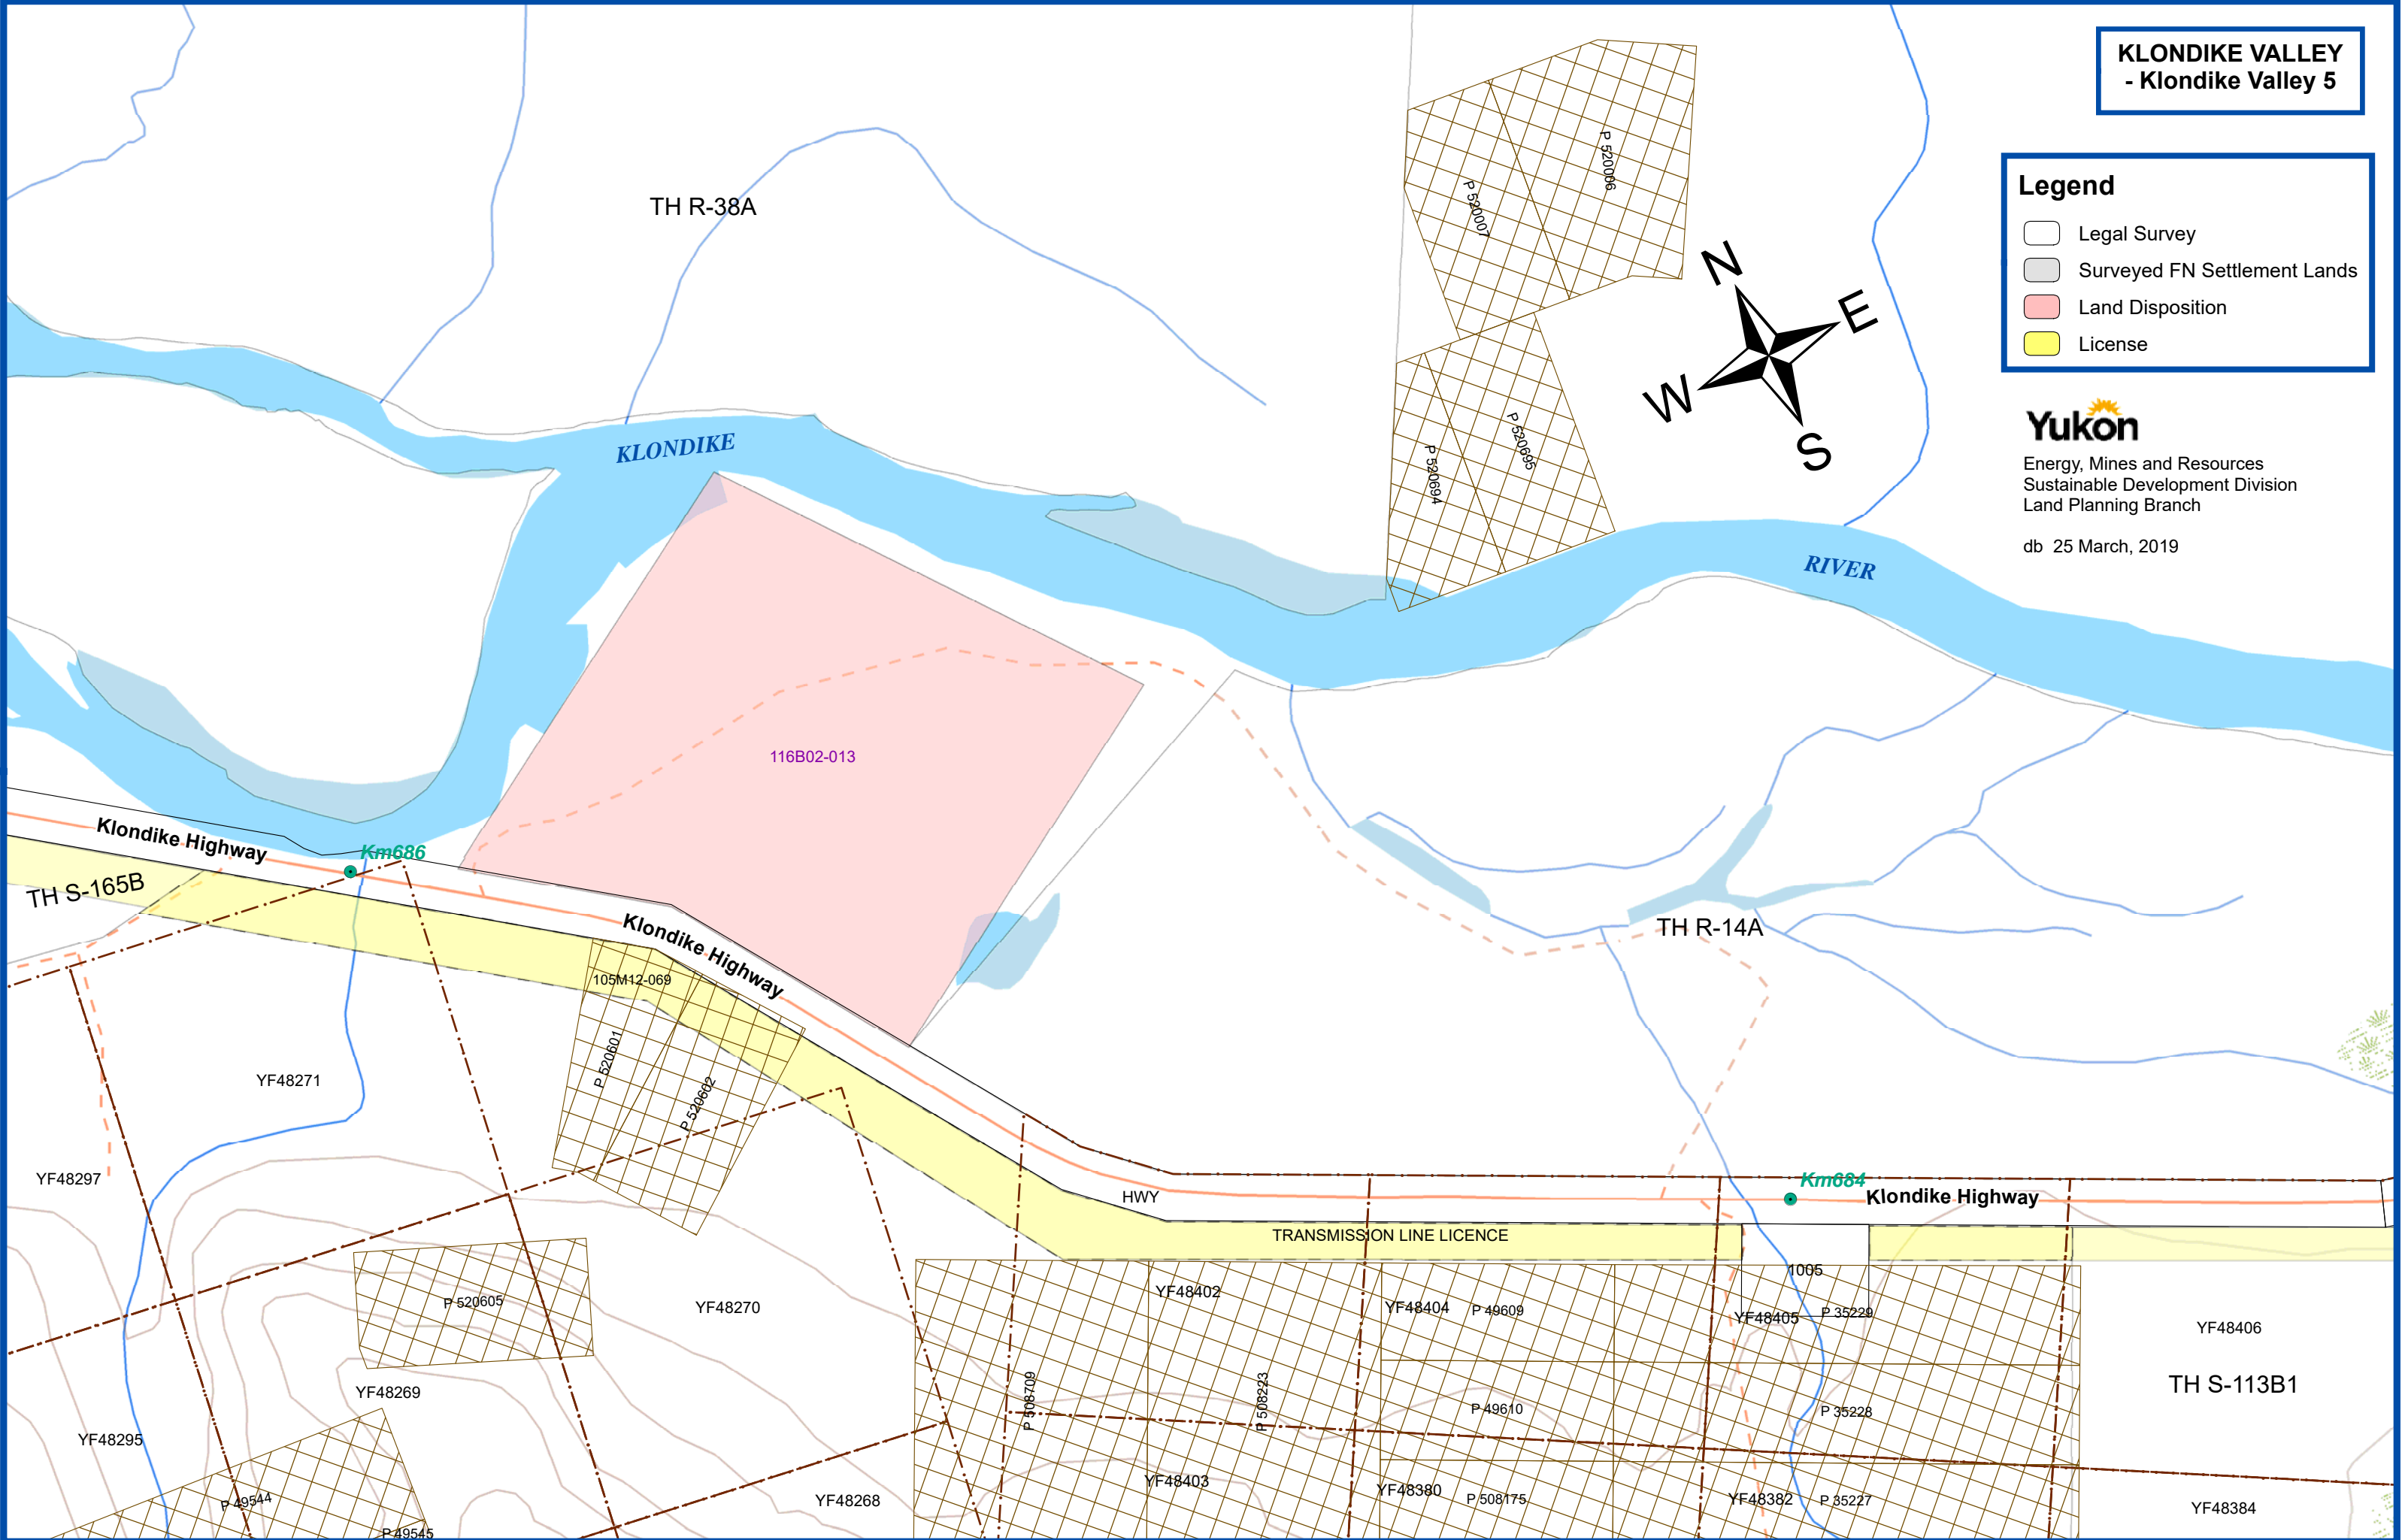 KLONDIKE VALLEY
- Klondike Valley 5
Legend
Legal Survey
Surveyed FN Settlement Lands
Land Disposition
License
Yukon
Energy, Mines and Resources
Sustainable Development Division
Land Planning Branch
db 25 March, 2019
N
E
W
S
TH R-38A
P 520006
P 520007
P 520695
P 520694
KLONDIKE
RIVER
116B02-013
Klondike Highway
Km686
TH S-165B
Klondike Highway
TH R-14A
105M12-069
P 520601
P 520602
YF48271
YF48297
HWY
Km684
Klondike Highway
TRANSMISSION LINE LICENCE
1005
YF48402
YF48404
P 49609
YF48405
P 35229
P 520605
YF48270
YF48406
YF48269
P 508709
P 508223
P 49610
P 35228
TH S-113B1
YF48295
YF48403
YF48380
P 508175
YF48382
P 35227
YF48384
P 49544
YF48268
P 49545